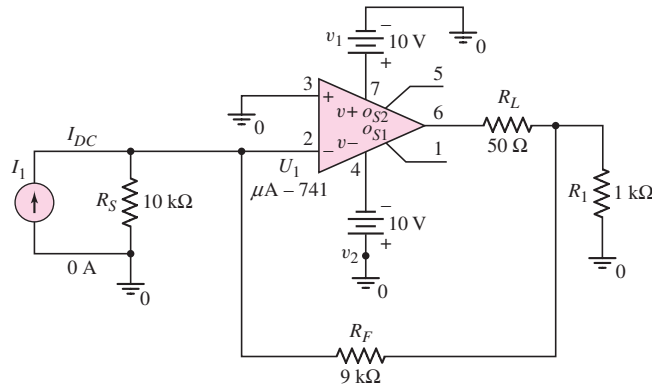 v1
−
10 V
+
0
3
+
7
5
v+
oS2
oS1
6
RL
50 Ω
0
IDC
2
−
v−
1
U1
4
μA – 741
I1
RS
10 kΩ
R1
1 kΩ
−
10 V
+
0 A
v2
0
0
0
RF
9 kΩ